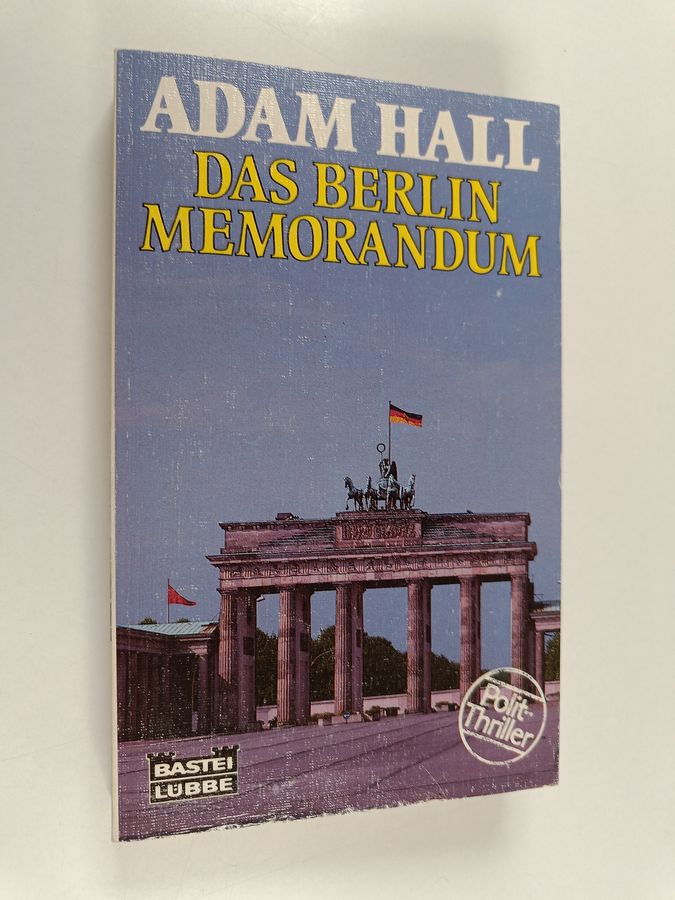 ADAM HALL
DAS BERLIN
MEMORANDUM
Polit-
Thriller
BASTEI
LÜBBE